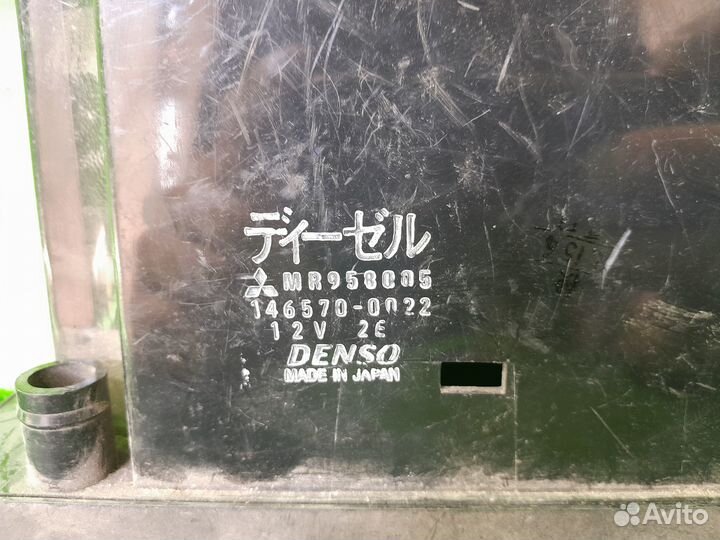 ディーゼル
MR958005
146570-0022
12V 2E
DENSO
MADE IN JAPAN
Avito